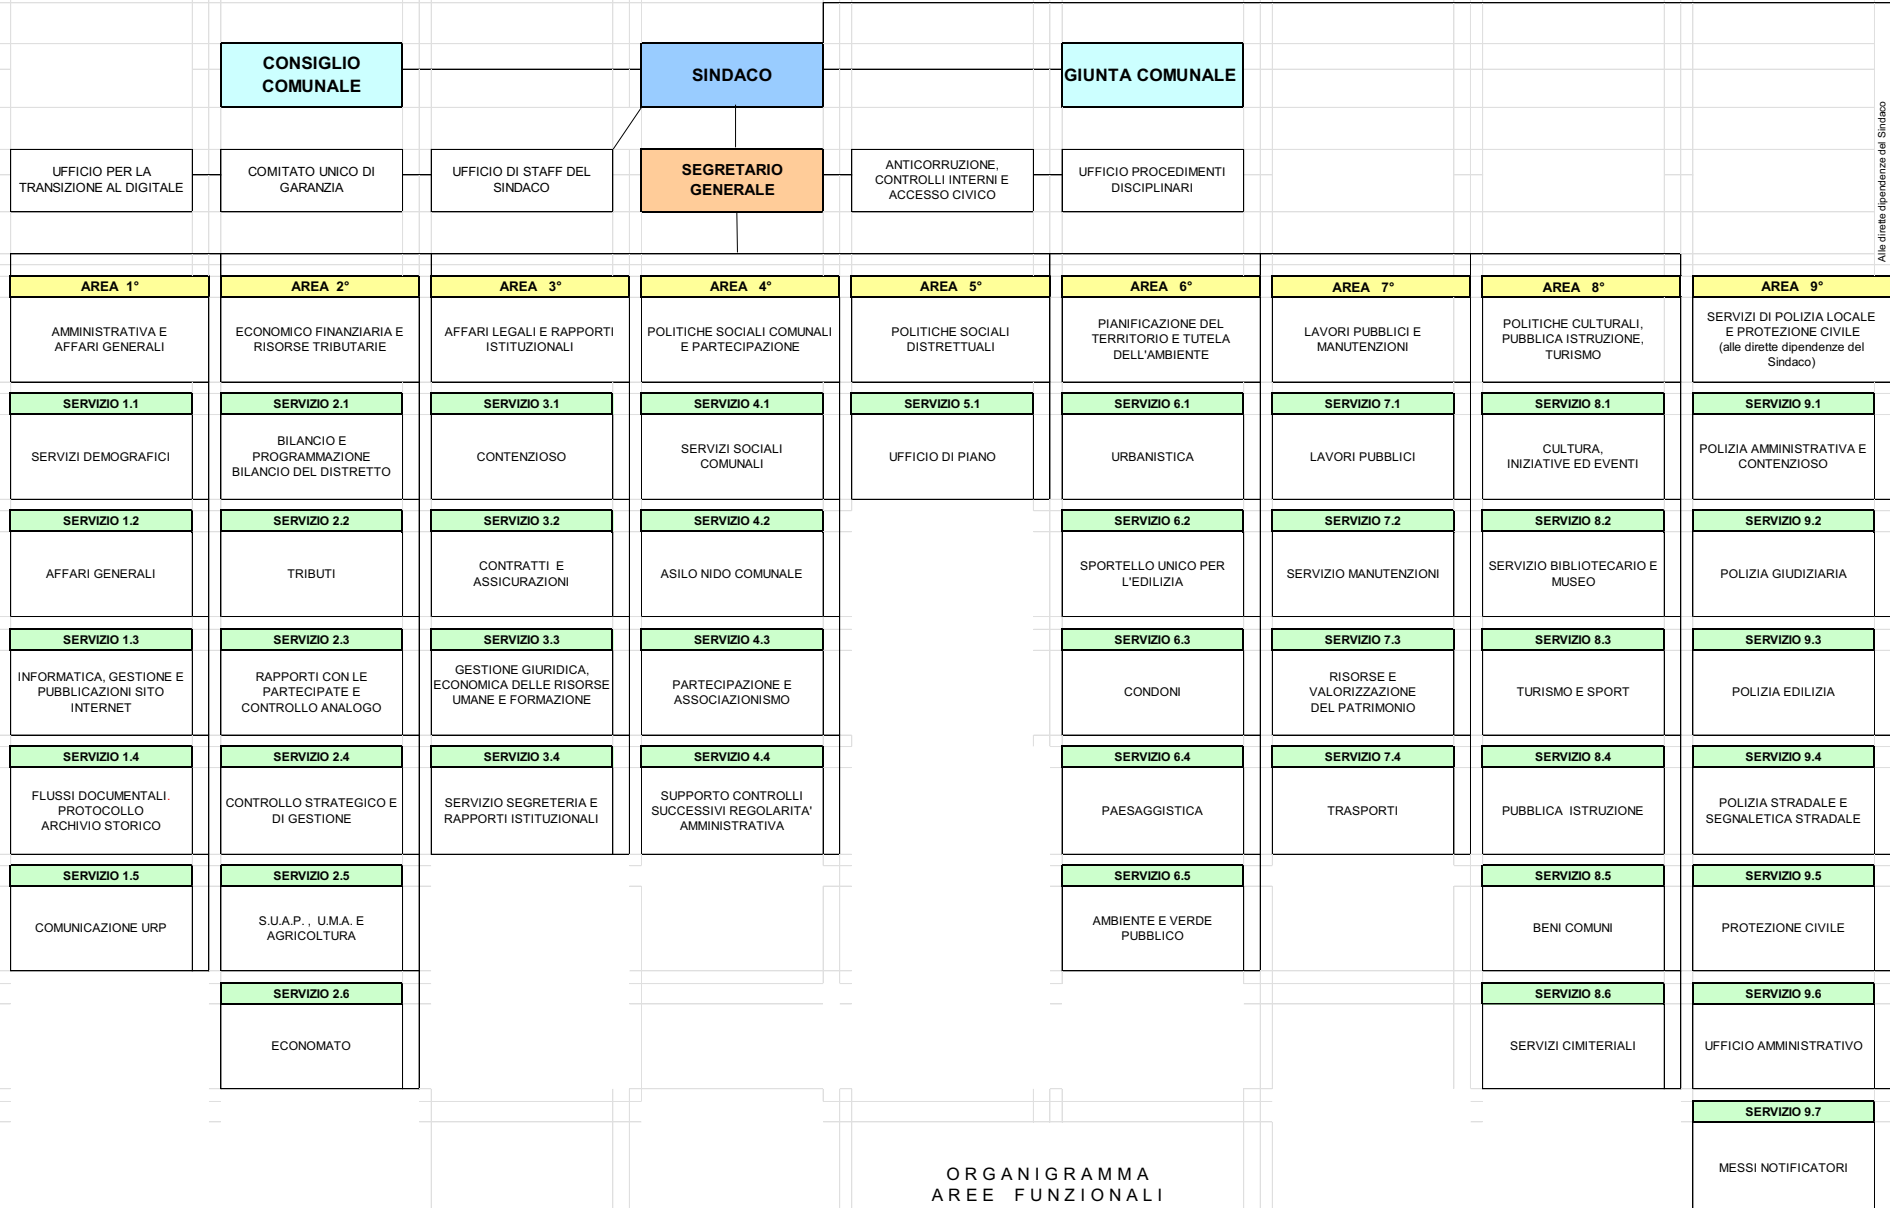 CONSIGLIO
COMUNALE
SINDACO
GIUNTA COMUNALE
Alle dirette dipendenze del Sindaco
UFFICIO PER LA
TRANSIZIONE AL DIGITALE
COMITATO UNICO DI
GARANZIA
UFFICIO DI STAFF DEL
SINDACO
SEGRETARIO
GENERALE
ANTICORRUZIONE,
CONTROLLI INTERNI E
ACCESSO CIVICO
UFFICIO PROCEDIMENTI
DISCIPLINARI
AREA 1°
AMMINISTRATIVA E
AFFARI GENERALI
SERVIZIO 1.1
SERVIZI DEMOGRAFICI
SERVIZIO 1.2
AFFARI GENERALI
SERVIZIO 1.3
INFORMATICA, GESTIONE E
PUBBLICAZIONI SITO
INTERNET
SERVIZIO 1.4
FLUSSI DOCUMENTALI.
PROTOCOLLO
ARCHIVIO STORICO
SERVIZIO 1.5
COMUNICAZIONE URP
AREA 2°
ECONOMICO FINANZIARIA E
RISORSE TRIBUTARIE
SERVIZIO 2.1
BILANCIO E
PROGRAMMAZIONE
BILANCIO DEL DISTRETTO
SERVIZIO 2.2
TRIBUTI
SERVIZIO 2.3
RAPPORTI CON LE
PARTECIPATE E
CONTROLLO ANALOGO
SERVIZIO 2.4
CONTROLLO STRATEGICO E
DI GESTIONE
SERVIZIO 2.5
S.U.A.P. , U.M.A. E
AGRICOLTURA
SERVIZIO 2.6
ECONOMATO
AREA 3°
AFFARI LEGALI E RAPPORTI
ISTITUZIONALI
SERVIZIO 3.1
CONTENZIOSO
SERVIZIO 3.2
CONTRATTI E
ASSICURAZIONI
SERVIZIO 3.3
GESTIONE GIURIDICA,
ECONOMICA DELLE RISORSE
UMANE E FORMAZIONE
SERVIZIO 3.4
SERVIZIO SEGRETERIA E
RAPPORTI ISTITUZIONALI
AREA 4°
POLITICHE SOCIALI COMUNALI
E PARTECIPAZIONE
SERVIZIO 4.1
SERVIZI SOCIALI
COMUNALI
SERVIZIO 4.2
ASILO NIDO COMUNALE
SERVIZIO 4.3
PARTECIPAZIONE E
ASSOCIAZIONISMO
SERVIZIO 4.4
SUPPORTO CONTROLLI
SUCCESSIVI REGOLARITA'
AMMINISTRATIVA
AREA 5°
POLITICHE SOCIALI
DISTRETTUALI
SERVIZIO 5.1
UFFICIO DI PIANO
AREA 6°
PIANIFICAZIONE DEL
TERRITORIO E TUTELA
DELL'AMBIENTE
SERVIZIO 6.1
URBANISTICA
SERVIZIO 6.2
SPORTELLO UNICO PER
L'EDILIZIA
SERVIZIO 6.3
CONDONI
SERVIZIO 6.4
PAESAGGISTICA
SERVIZIO 6.5
AMBIENTE E VERDE
PUBBLICO
AREA 7°
LAVORI PUBBLICI E
MANUTENZIONI
SERVIZIO 7.1
LAVORI PUBBLICI
SERVIZIO 7.2
SERVIZIO MANUTENZIONI
SERVIZIO 7.3
RISORSE E
VALORIZZAZIONE
DEL PATRIMONIO
SERVIZIO 7.4
TRASPORTI
AREA 8°
POLITICHE CULTURALI,
PUBBLICA ISTRUZIONE,
TURISMO
SERVIZIO 8.1
CULTURA,
INIZIATIVE ED EVENTI
SERVIZIO 8.2
SERVIZIO BIBLIOTECARIO E
MUSEO
SERVIZIO 8.3
TURISMO E SPORT
SERVIZIO 8.4
PUBBLICA ISTRUZIONE
SERVIZIO 8.5
BENI COMUNI
SERVIZIO 8.6
SERVIZI CIMITERIALI
AREA 9°
SERVIZI DI POLIZIA LOCALE
E PROTEZIONE CIVILE
(alle dirette dipendenze del
Sindaco)
SERVIZIO 9.1
POLIZIA AMMINISTRATIVA E
CONTENZIOSO
SERVIZIO 9.2
POLIZIA GIUDIZIARIA
SERVIZIO 9.3
POLIZIA EDILIZIA
SERVIZIO 9.4
POLIZIA STRADALE E
SEGNALETICA STRADALE
SERVIZIO 9.5
PROTEZIONE CIVILE
SERVIZIO 9.6
UFFICIO AMMINISTRATIVO
SERVIZIO 9.7
MESSI NOTIFICATORI
ORGANIGRAMMA
AREE FUNZIONALI